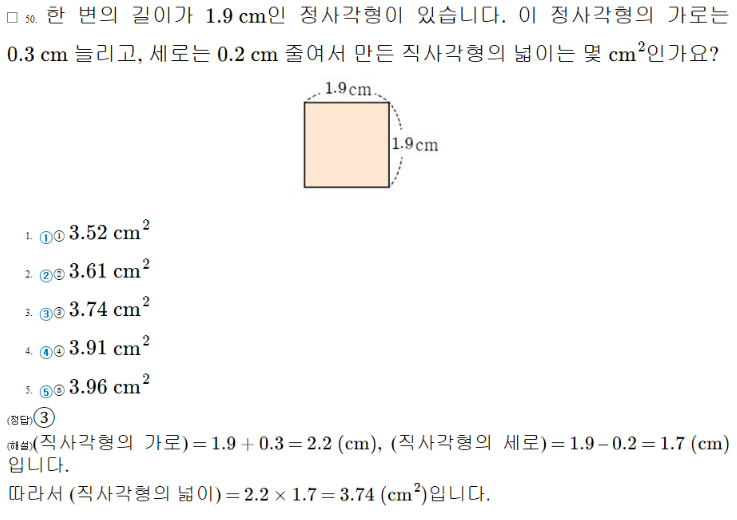 □ 50. 한 변의 길이가 1.9 cm인 정사각형이 있습니다. 이 정사각형의 가로는
0.3 cm 늘리고, 세로는 0.2 cm 줄여서 만든 직사각형의 넓이는 몇 cm²인가요?
1.9cm
1.9cm
1. ①① 3.52 cm²
2. ②② 3.61 cm²
3. ③③ 3.74 cm²
4. ④④ 3.91 cm²
5. ⑤⑤ 3.96 cm²
(정답)③
(해설)(직사각형의 가로)=1.9+0.3=2.2 (cm), (직사각형의 세로)=1.9−0.2=1.7 (cm)
입니다.
따라서 (직사각형의 넓이)=2.2×1.7=3.74 (cm²)입니다.